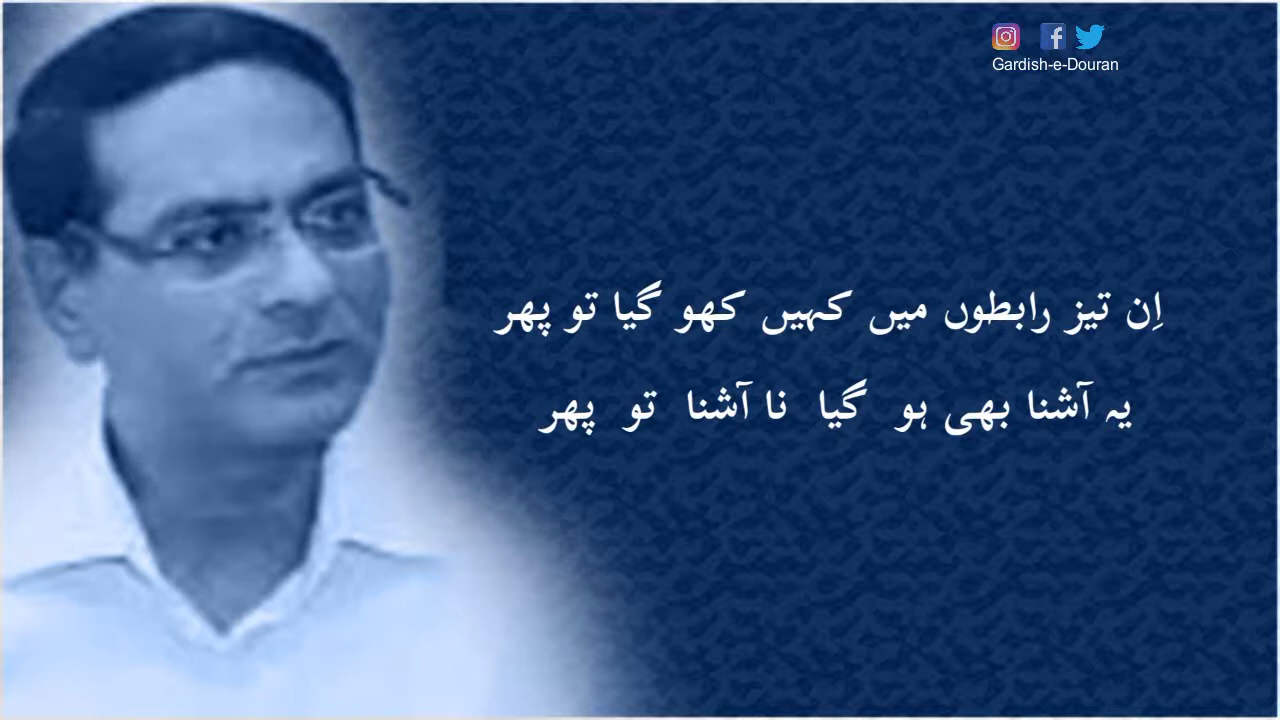 Gardish-e-Douran
اِن تیز رابطوں میں کہیں کھو گیا تو پھر
یہ آشنا بھی ہو گیا نا آشنا تو پھر